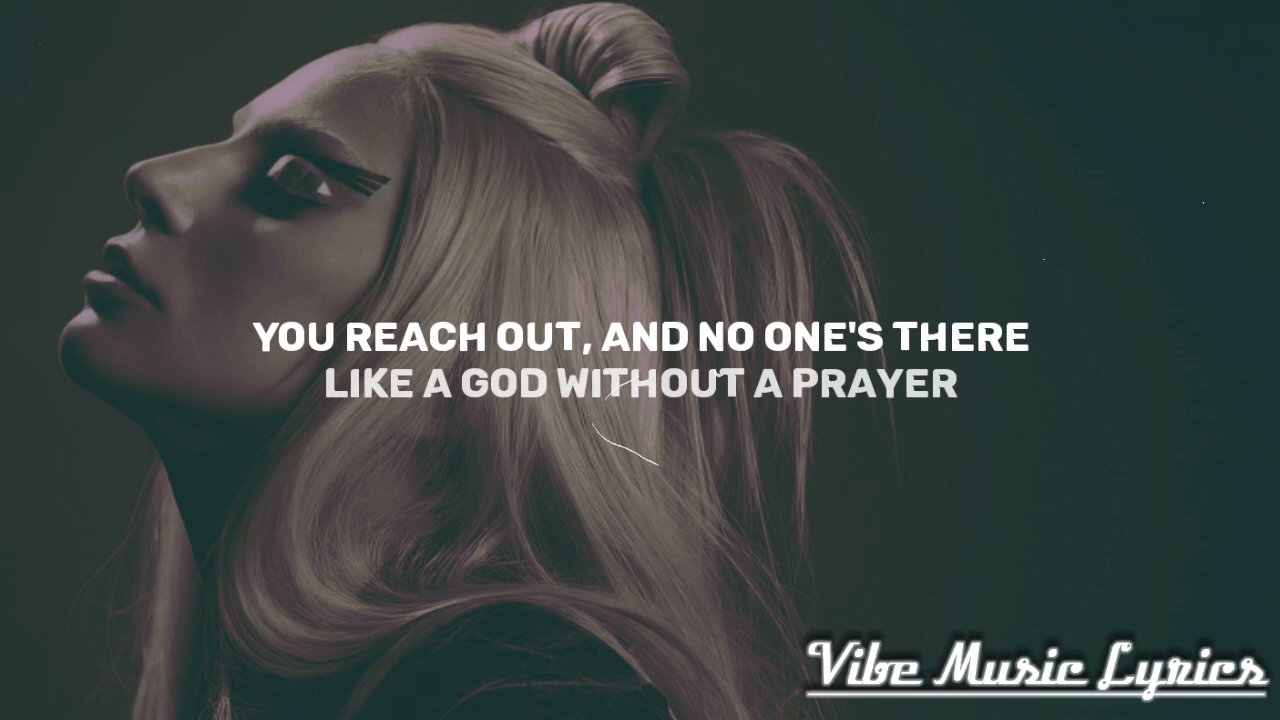 YOU REACH OUT, AND NO ONE'S THERE
LIKE A GOD WITHOUT A PRAYER
Vibe Music Lyrics